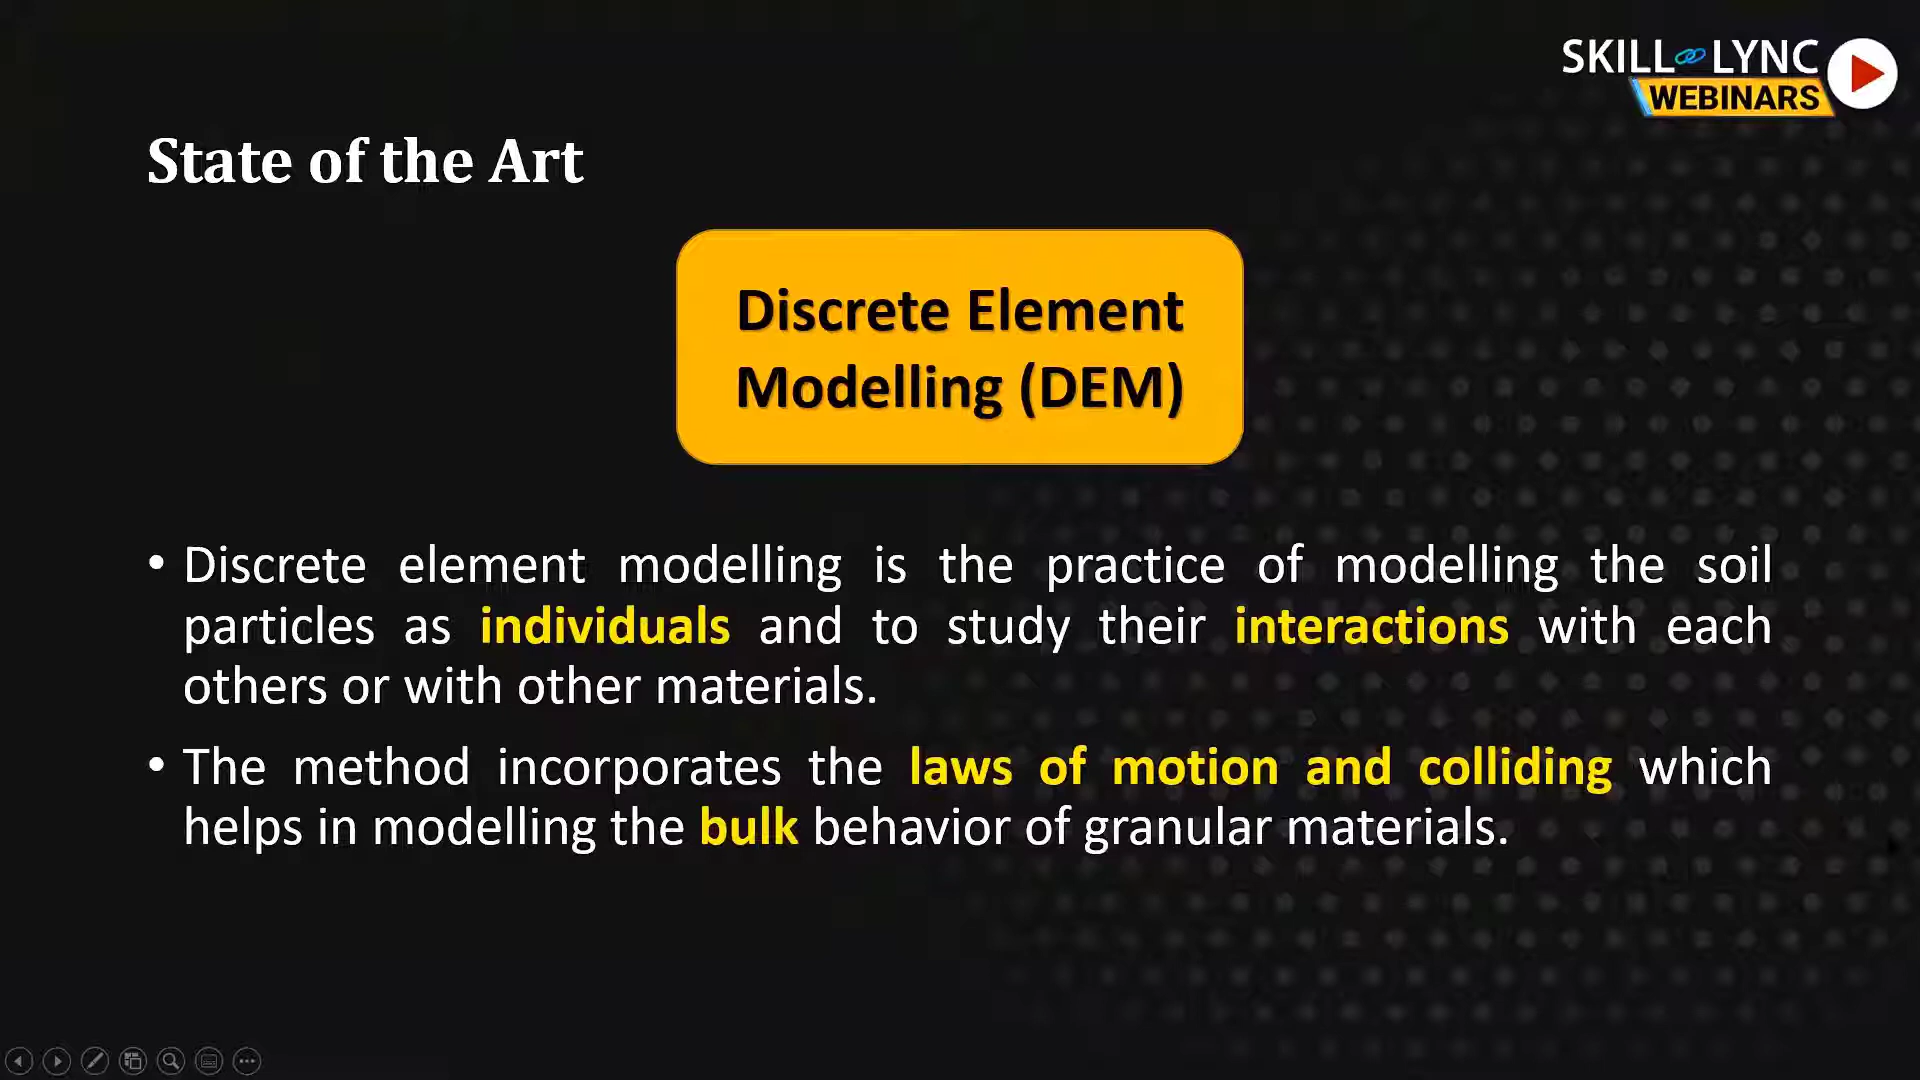 SKILL LYNC
WEBINARS
State of the Art
Discrete Element
Modelling (DEM)
• Discrete element modelling is the practice of modelling the soil
particles as individuals and to study their interactions with each
others or with other materials.
• The method incorporates the laws of motion and colliding which
helps in modelling the bulk behavior of granular materials.